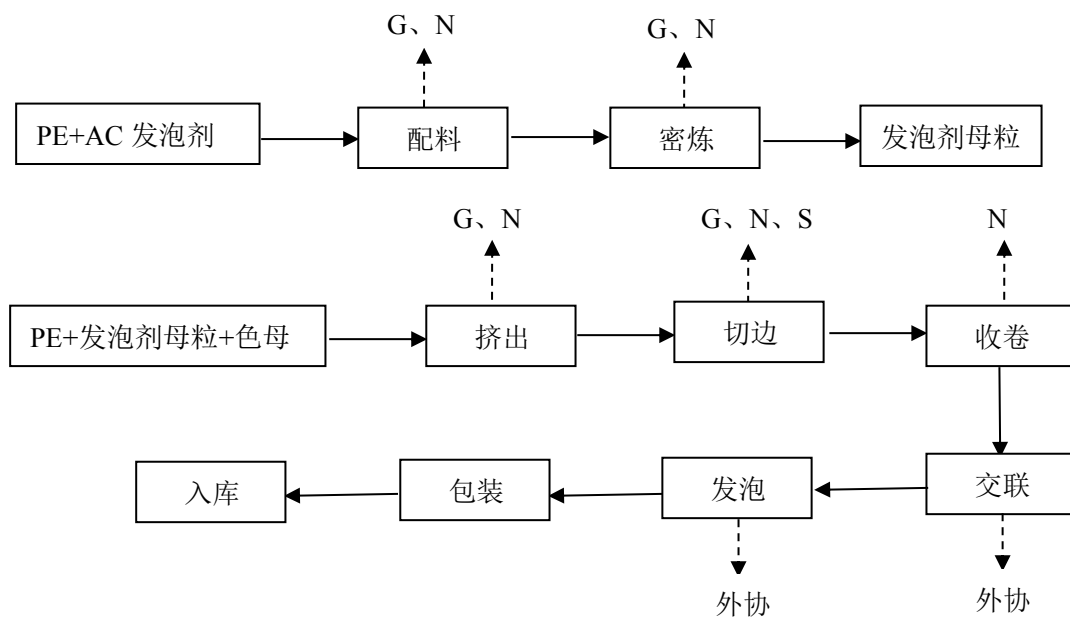 G、N
G、N
PE+AC 发泡剂
配料
密炼
发泡剂母粒
G、N
G、N、S
N
PE+发泡剂母粒+色母
挤出
切边
收卷
入库
包装
发泡
交联
外协
外协